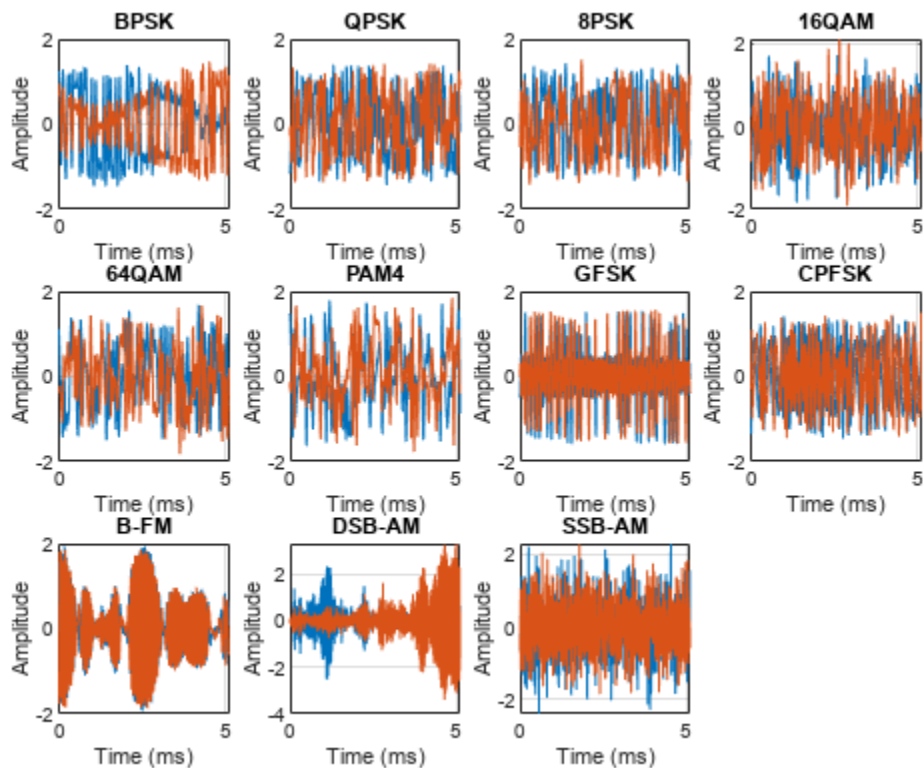 BPSK QPSK 8PSK 16QAM
2 2 2 2
Amplitude Amplitude Amplitude Amplitude
0 0 0 0
-2 -2 -2 -2
0 5 0 5 0 5 0 5
Time (ms) Time (ms) Time (ms) Time (ms)
64QAM PAM4 GFSK CPFSK
2 2 2 2
Amplitude Amplitude Amplitude Amplitude
0 0 0 0
-2 -2 -2 -2
0 5 0 5 0 5 0 5
Time (ms) Time (ms) Time (ms) Time (ms)
B-FM DSB-AM SSB-AM
2 2 2
Amplitude Amplitude Amplitude
0 0 0
-2 -2 -2
-4
0 5 0 5 0 5
Time (ms) Time (ms) Time (ms)